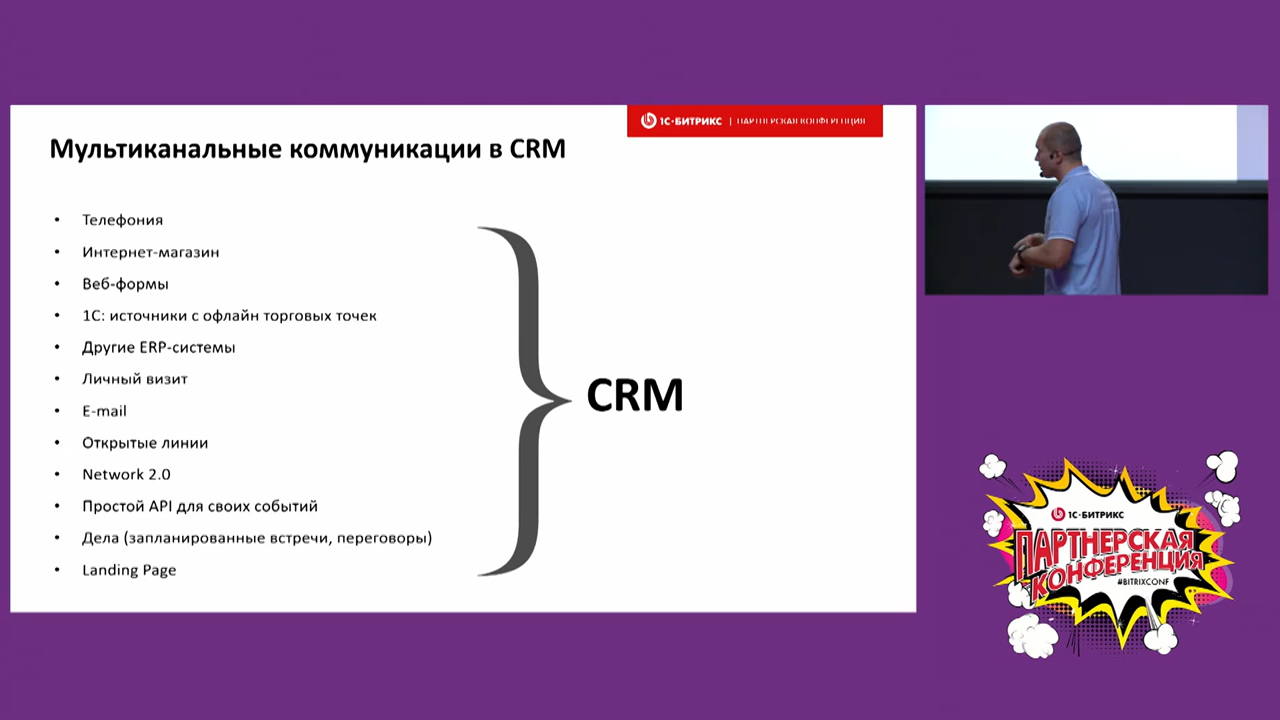 1С-БИТРИКС | ПАРТНЕРСКАЯ КОНФЕРЕНЦИЯ
Мультиканальные коммуникации в CRM
• Телефония
• Интернет-магазин
• Веб-формы
• 1С: источники с офлайн торговых точек
• Другие ERP-системы
• Личный визит
• E-mail
• Открытые линии
• Network 2.0
• Простой API для своих событий
• Дела (запланированные встречи, переговоры)
• Landing Page
CRM
1С-БИТРИКС
ПАРТНЕРСКАЯ
КОНФЕРЕНЦИЯ
#BITRIXCONF